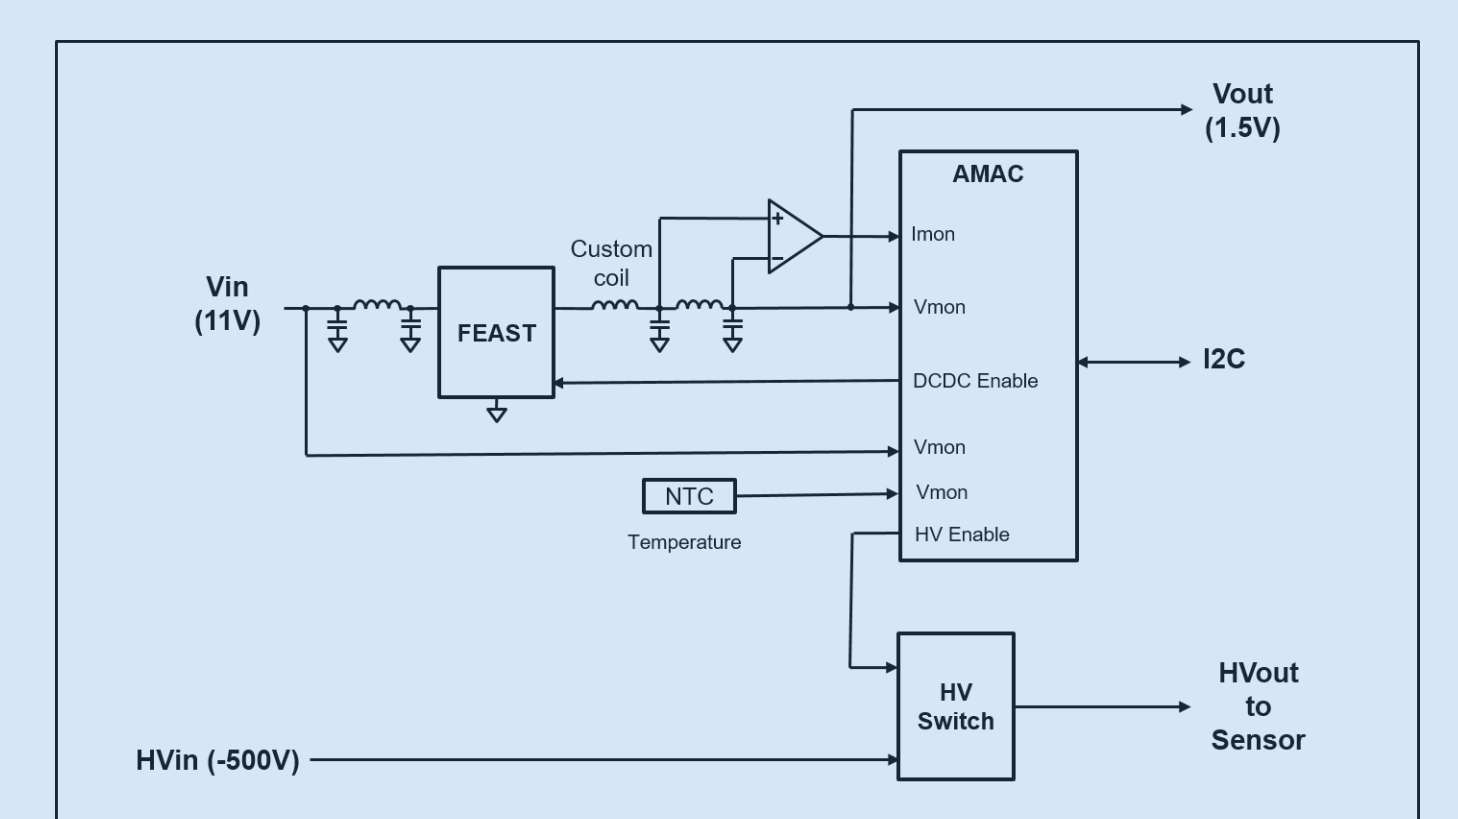 Vout
(1.5V)
AMAC
Imon
Custom
coil
Vin
(11V)
Vmon
FEAST
I2C
DCDC Enable
Vmon
NTC
Vmon
Temperature
HV Enable
HV
Switch
HVout
to
Sensor
HVin (-500V)